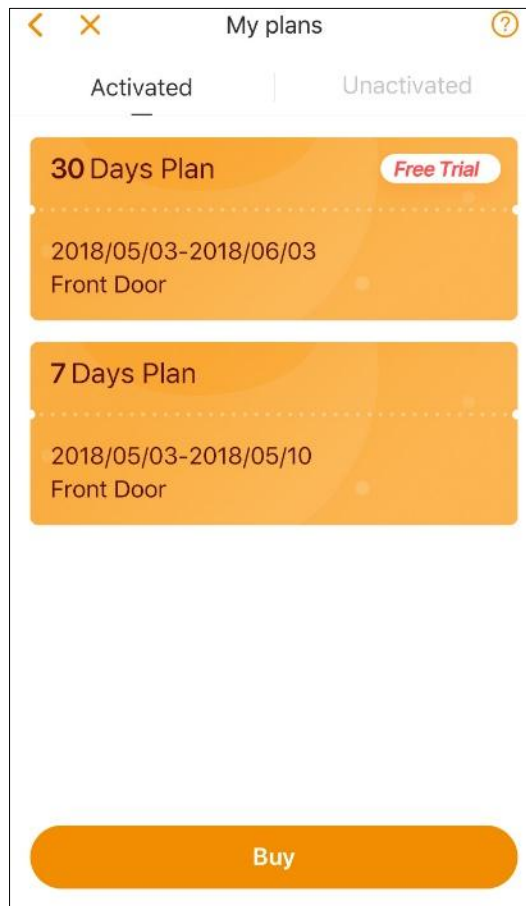 My plans
?
Activated
Unactivated
30 Days Plan
Free Trial
2018/05/03-2018/06/03
Front Door
7 Days Plan
2018/05/03-2018/05/10
Front Door
Buy